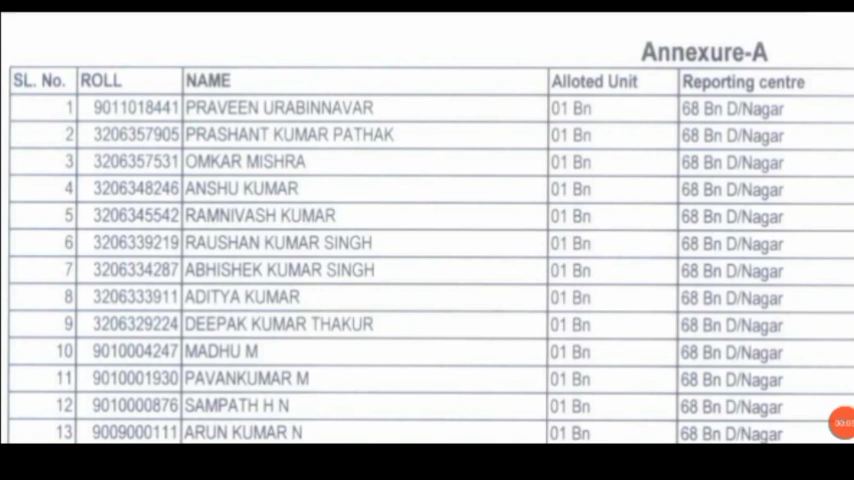 Annexure-A
SL. No. ROLL NAME Alloted Unit Reporting centre
1 9011018441 PRAVEEN URABINNAVAR 01 Bn 68 Bn D/Nagar
2 3206357905 PRASHANT KUMAR PATHAK 01 Bn 68 Bn D/Nagar
3 3206357531 OMKAR MISHRA 01 Bn 68 Bn D/Nagar
4 3206348246 ANSHU KUMAR 01 Bn 68 Bn D/Nagar
5 3206345542 RAMNIVASH KUMAR 01 Bn 68 Bn D/Nagar
6 3206339219 RAUSHAN KUMAR SINGH 01 Bn 68 Bn D/Nagar
7 3206334287 ABHISHEK KUMAR SINGH 01 Bn 68 Bn D/Nagar
8 3206333911 ADITYA KUMAR 01 Bn 68 Bn D/Nagar
9 3206329224 DEEPAK KUMAR THAKUR 01 Bn 68 Bn D/Nagar
10 9010004247 MADHU M 01 Bn 68 Bn D/Nagar
11 9010001930 PAVANKUMAR M 01 Bn 68 Bn D/Nagar
12 9010000876 SAMPATH H N 01 Bn 68 Bn D/Nagar
13 9009000111 ARUN KUMAR N 01 Bn 68 Bn D/Nagar